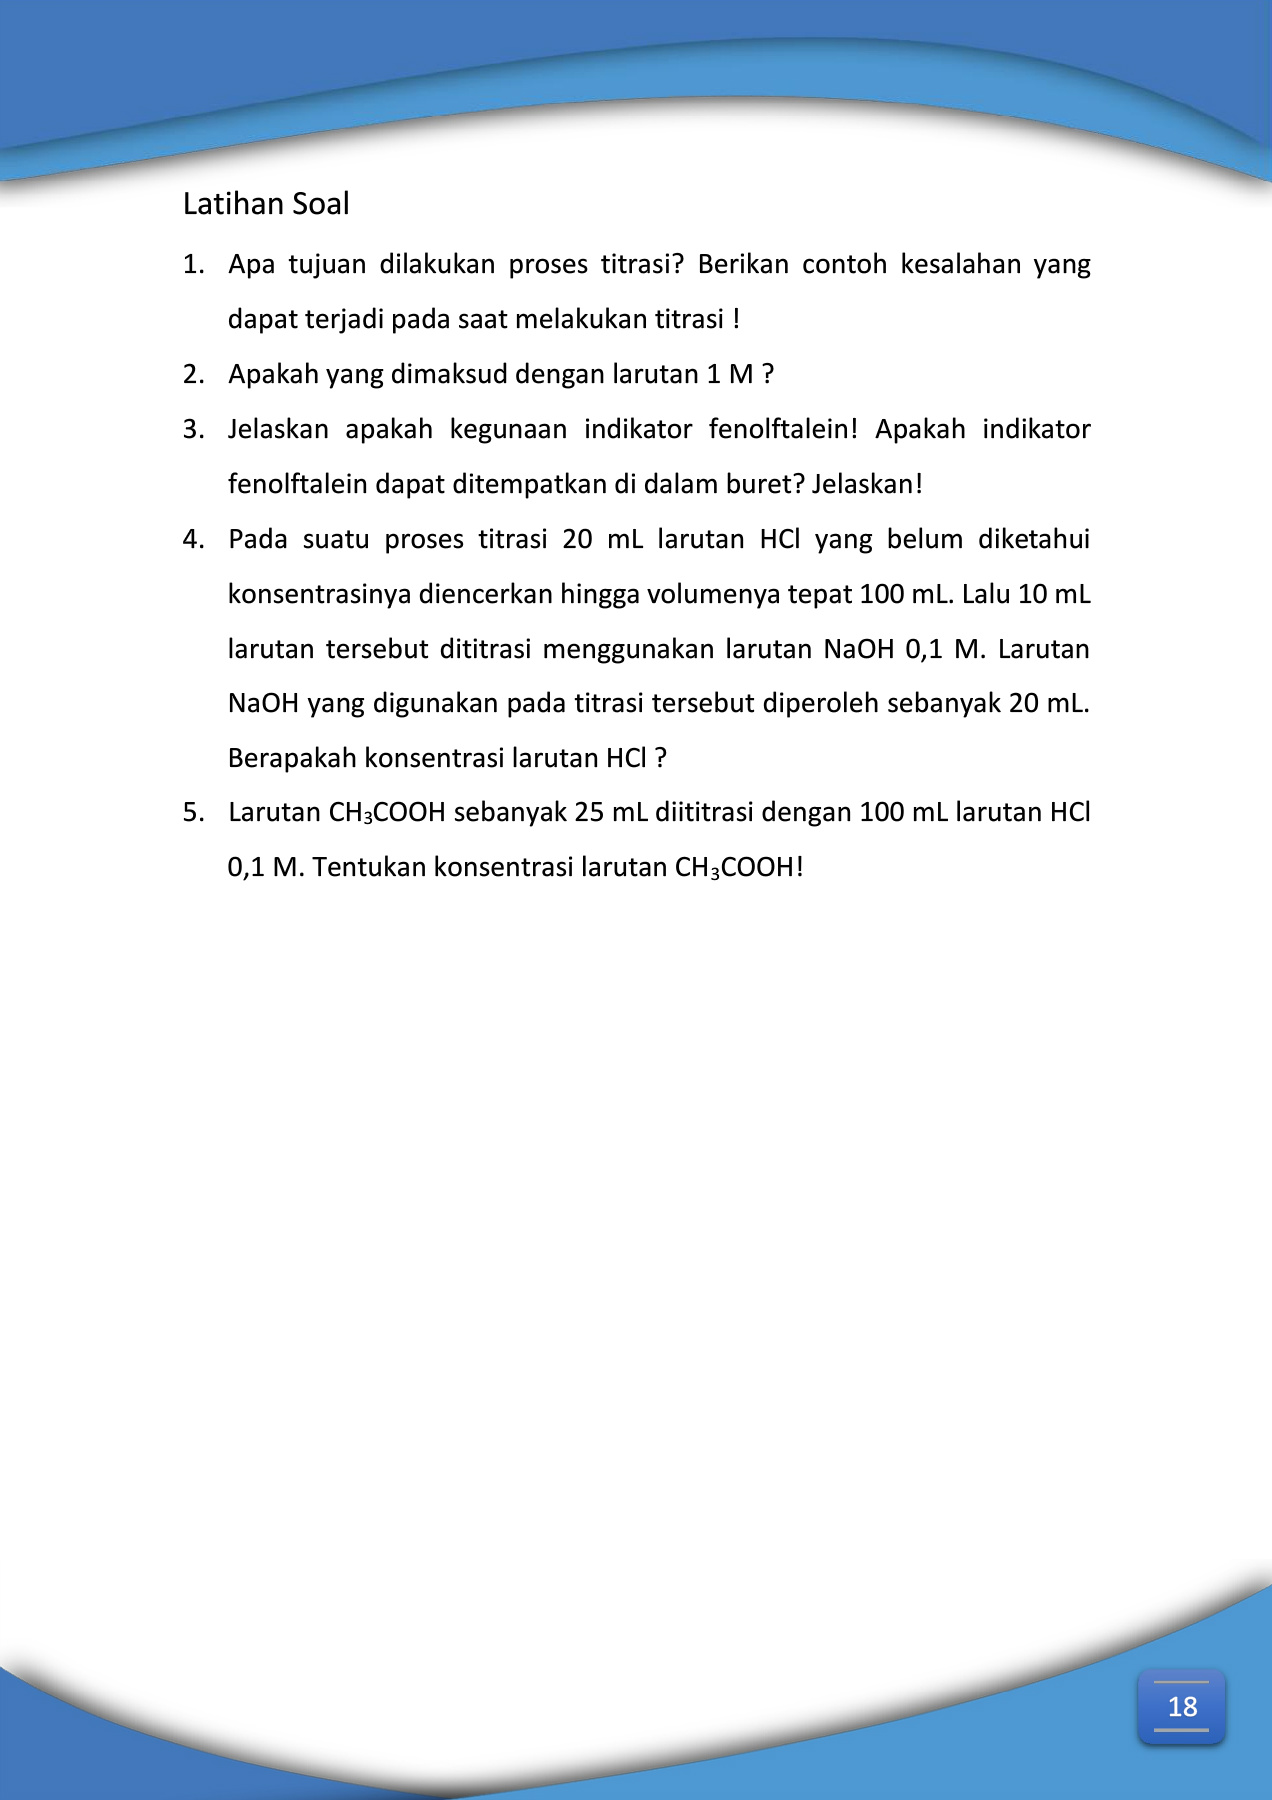 Latihan Soal
1. Apa tujuan dilakukan proses titrasi? Berikan contoh kesalahan yang
dapat terjadi pada saat melakukan titrasi !
2. Apakah yang dimaksud dengan larutan 1 M ?
3. Jelaskan apakah kegunaan indikator fenolftalein! Apakah indikator
fenolftalein dapat ditempatkan di dalam buret? Jelaskan!
4. Pada suatu proses titrasi 20 mL larutan HCl yang belum diketahui
konsentrasinya diencerkan hingga volumenya tepat 100 mL. Lalu 10 mL
larutan tersebut dititrasi menggunakan larutan NaOH 0,1 M. Larutan
NaOH yang digunakan pada titrasi tersebut diperoleh sebanyak 20 mL.
Berapakah konsentrasi larutan HCl ?
5. Larutan CH₃COOH sebanyak 25 mL diititrasi dengan 100 mL larutan HCl
0,1 M. Tentukan konsentrasi larutan CH₃COOH!
18